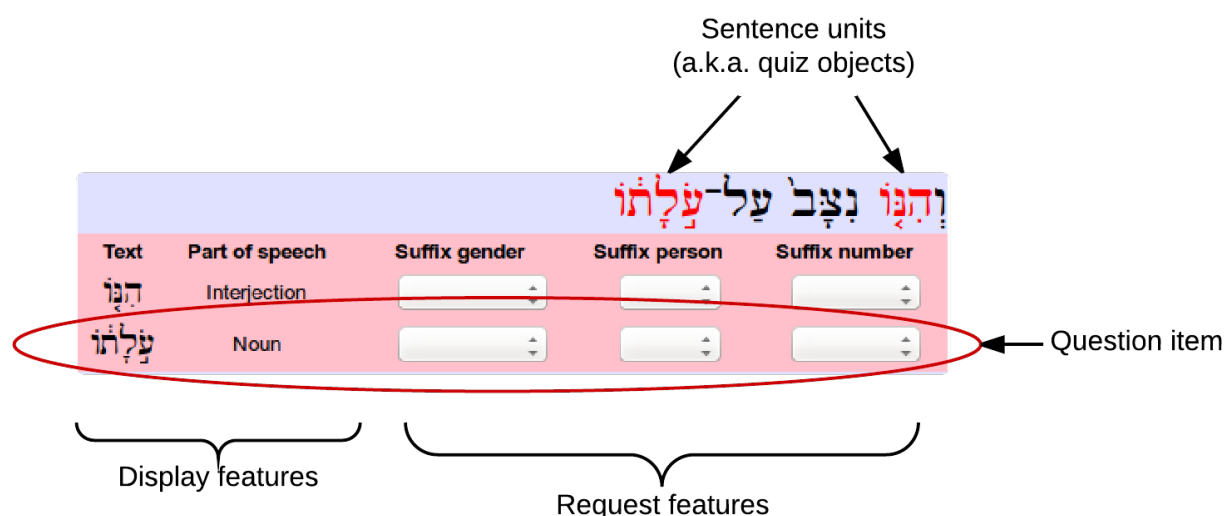 Sentence units
(a.k.a. quiz objects)
וְהִנּ֤וֹ נִצָּב֙ עַל־עֹ֣לָת֔וֹ
Text Part of speech Suffix gender Suffix person Suffix number
הִנּ֤וֹ Interjection
עֹ֣לָת֔וֹ Noun
Question item
Display features
Request features